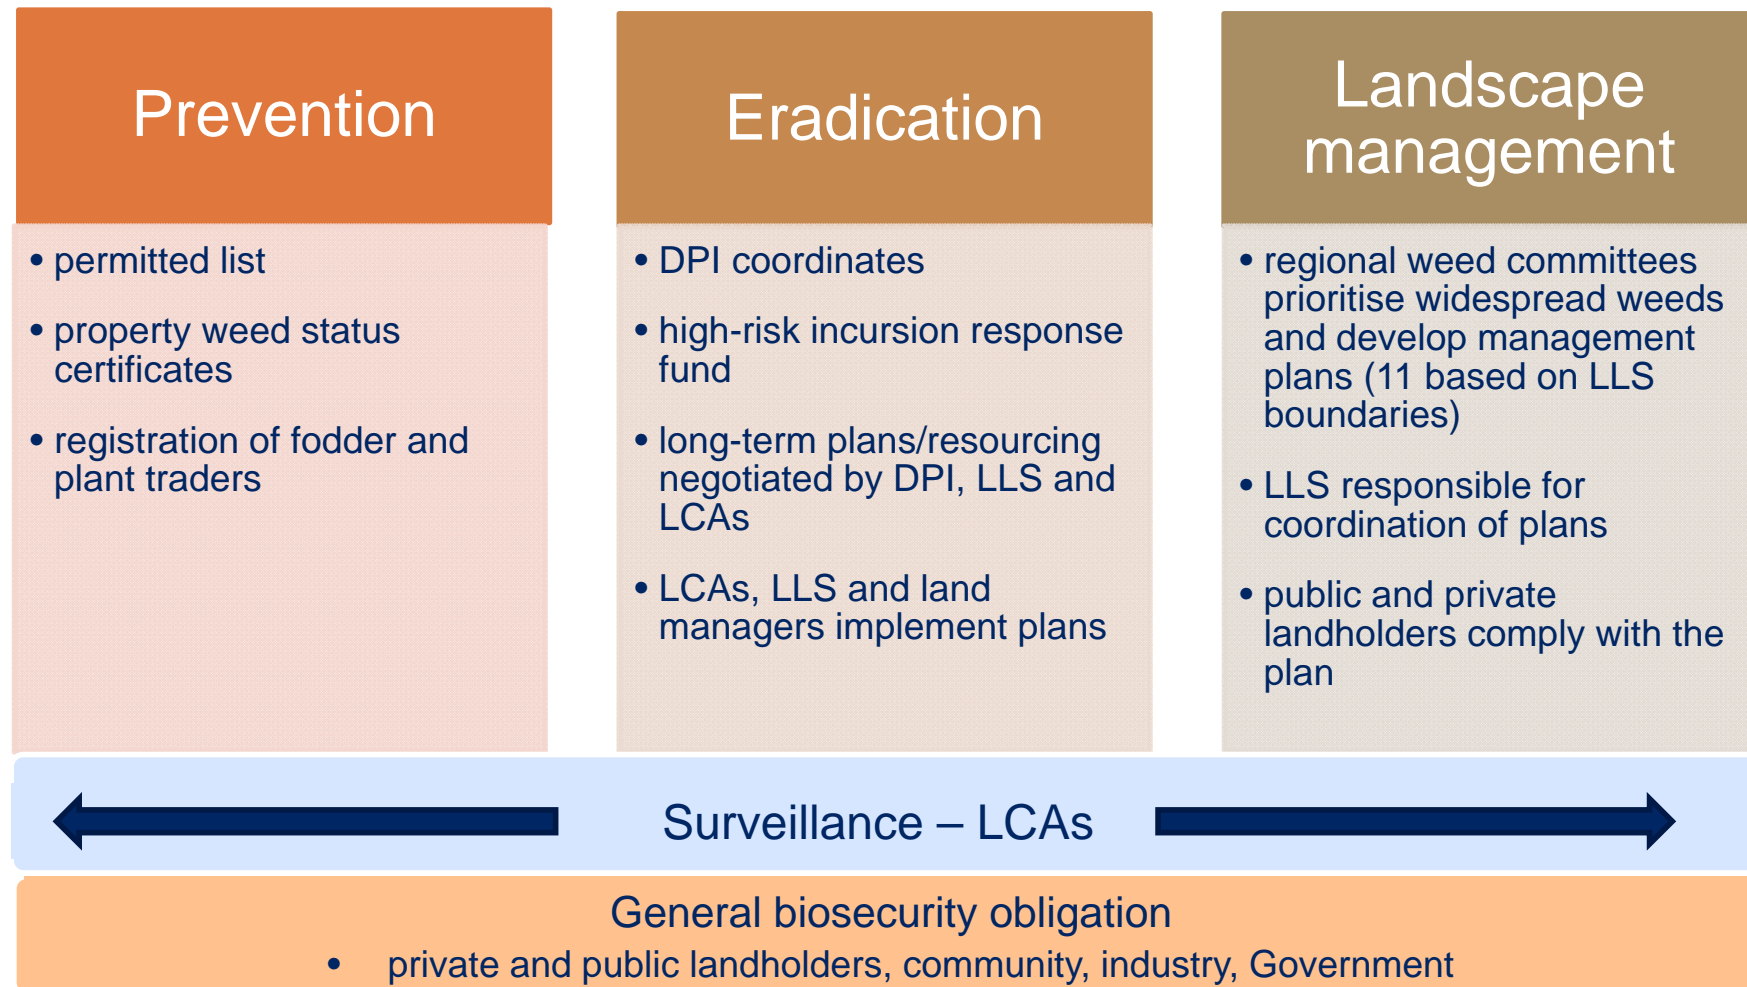 Prevention
• permitted list
• property weed status
certificates
• registration of fodder and
plant traders
Eradication
• DPI coordinates
• high-risk incursion response
fund
• long-term plans/resourcing
negotiated by DPI, LLS and
LCAs
• LCAs, LLS and land
managers implement plans
Landscape
management
• regional weed committees
prioritise widespread weeds
and develop management
plans (11 based on LLS
boundaries)
• LLS responsible for
coordination of plans
• public and private
landholders comply with the
plan
Surveillance – LCAs
General biosecurity obligation
• private and public landholders, community, industry, Government